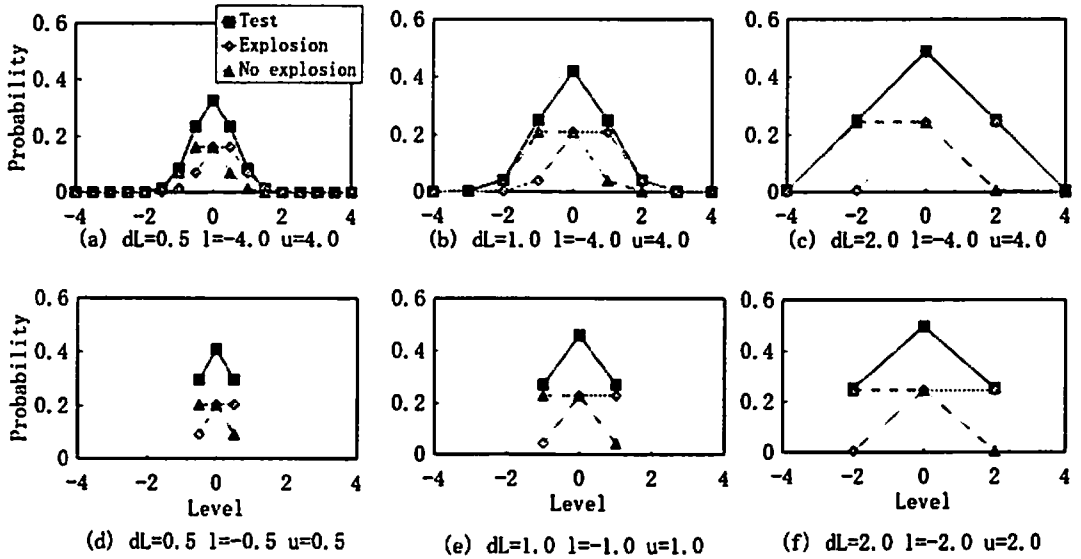 0.6
0.4
0.2
0
Probability
Test
Explosion
No explosion
-4 -2 0 2 4
(a) dL=0.5 l=-4.0 u=4.0
0.6
0.4
0.2
0
-4 -2 0 2 4
(b) dL=1.0 l=-4.0 u=4.0
0.6
0.4
0.2
0
-4 -2 0 2 4
(c) dL=2.0 l=-4.0 u=4.0
0.6
0.4
0.2
0
Probability
-4 -2 0 2 4
Level
(d) dL=0.5 l=-0.5 u=0.5
0.6
0.4
0.2
0
-4 -2 0 2 4
Level
(e) dL=1.0 l=-1.0 u=1.0
0.6
0.4
0.2
0
-4 -2 0 2 4
Level
(f) dL=2.0 l=-2.0 u=2.0